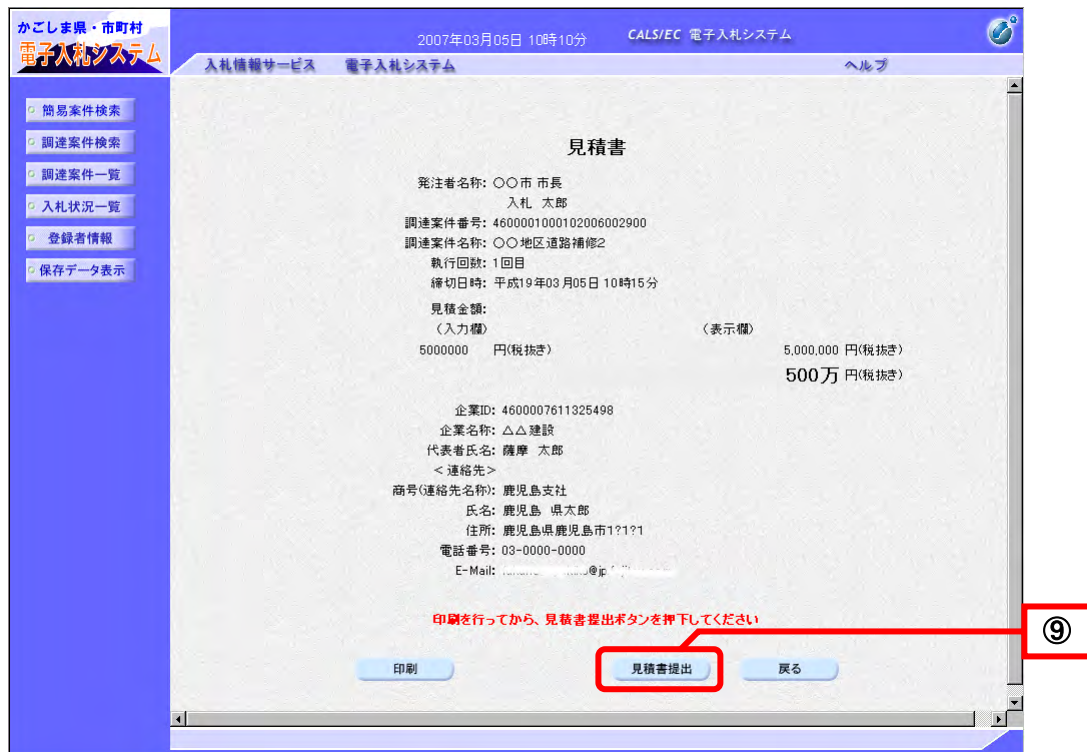 かごしま県・市町村
電子入札システム
2007年03月05日 10時10分
CALS/EC 電子入札システム
入札情報サービス 電子入札システム ヘルプ
簡易案件検索
調達案件検索
調達案件一覧
入札状況一覧
登録者情報
保存データ表示
見積書
発注者名称: 〇〇市 市長
入札 太郎
調達案件番号: 4600001000102006002900
調達案件名称: 〇〇地区道路補修2
執行回数: 1回目
締切日時: 平成19年03月05日 10時15分
見積金額:
(入力欄) (表示欄)
5000000 円(税抜き) 5,000,000 円(税抜き)
500万 円(税抜き)
企業ID: 4600007611325498
企業名称: △△建設
代表者氏名: 薩摩 太郎
<連絡先>
商号(連絡先名称): 鹿児島支社
氏名: 鹿児島 県太郎
住所: 鹿児島県鹿児島市1?1?1
電話番号: 03-0000-0000
E-Mail: @jp
印刷を行ってから、見積書提出ボタンを押下してください
⑨
印刷 見積書提出 戻る